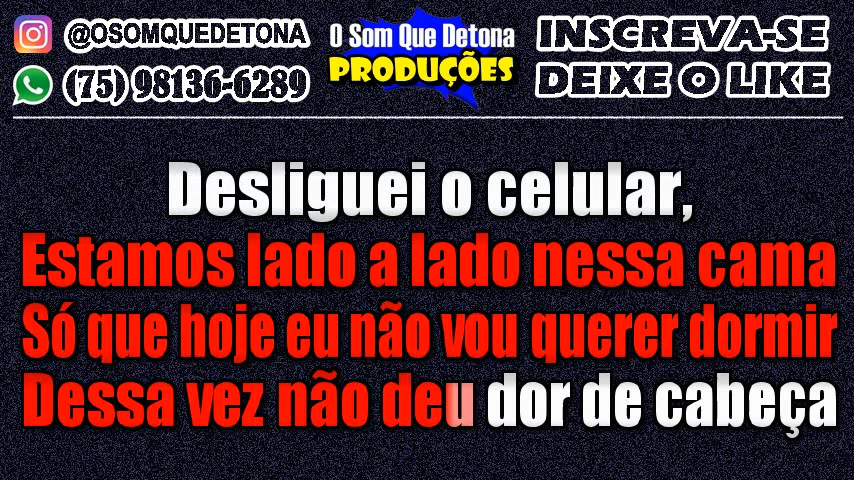 @OSOMQUEDETONA
(75) 98136-6289
O Som Que Detona
PRODUÇÕES
INSCREVA-SE
DEIXE O LIKE
Desliguei o celular,
Estamos lado a lado nessa cama
Só que hoje eu não vou querer dormir
Dessa vez não deu dor de cabeça